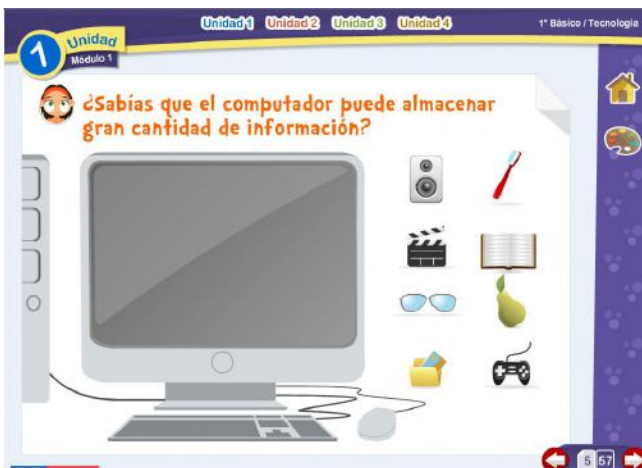 Unidad 1 Unidad 2 Unidad 3 Unidad 4
1° Básico / Tecnología
1 Unidad
Módulo 1
¿Sabías que el computador puede almacenar
gran cantidad de información?
5 57